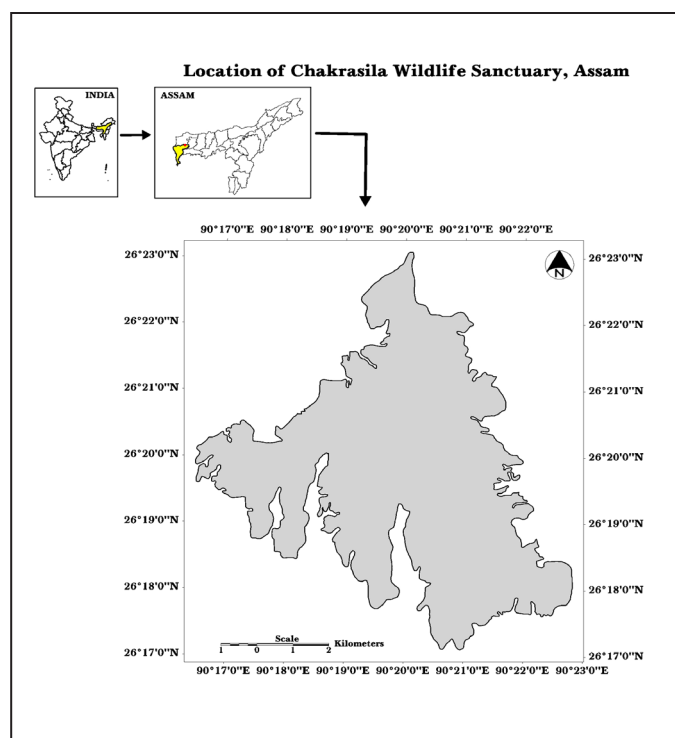 Location of Chakrasila Wildlife Sanctuary, Assam
INDIA
ASSAM
90°17'0"E 90°18'0"E 90°19'0"E 90°20'0"E 90°21'0"E 90°22'0"E
26°23'0"N 26°23'0"N
N
26°22'0"N 26°22'0"N
26°21'0"N 26°21'0"N
26°20'0"N 26°20'0"N
26°19'0"N 26°19'0"N
26°18'0"N 26°18'0"N
Scale
Kilometers
1 0 1 2
26°17'0"N 26°17'0"N
90°17'0"E 90°18'0"E 90°19'0"E 90°20'0"E 90°21'0"E 90°22'0"E 90°23'0"E